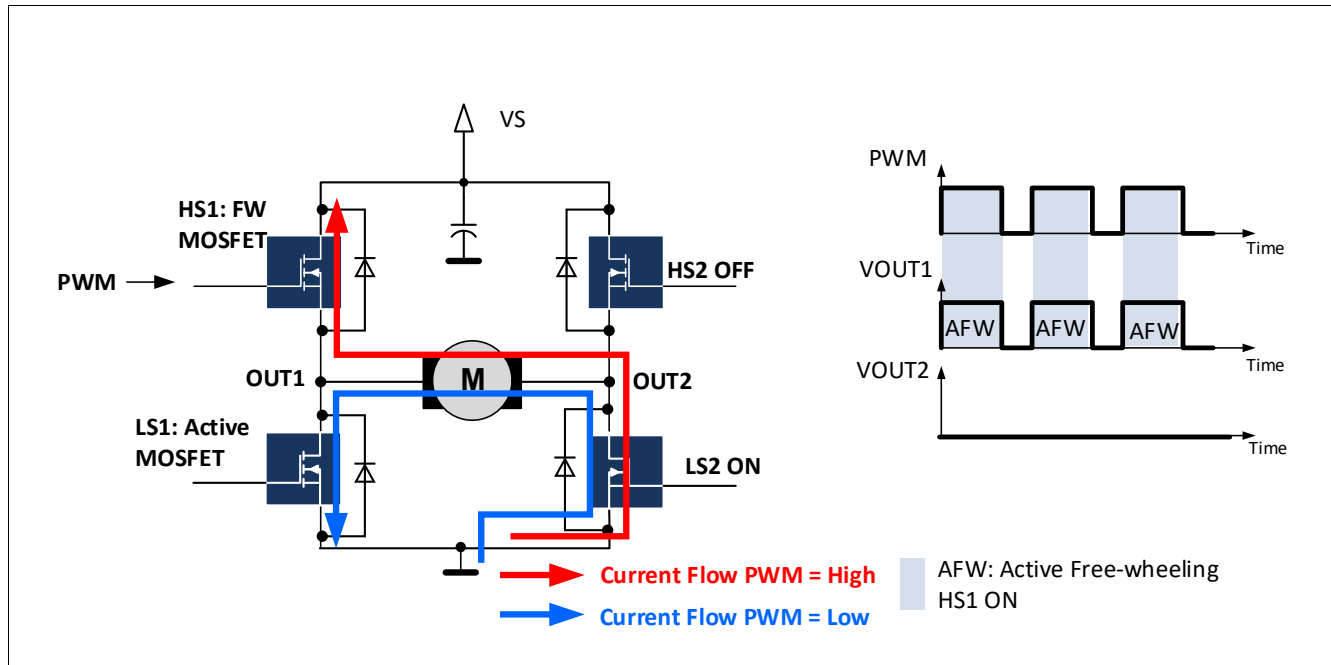 VS
HS1: FW
MOSFET
HS2 OFF
PWM
OUT1
M
OUT2
LS1: Active
MOSFET
LS2 ON
Current Flow PWM = High
Current Flow PWM = Low
PWM
Time
VOUT1
AFW
AFW
AFW
Time
VOUT2
Time
AFW: Active Free-wheeling
HS1 ON